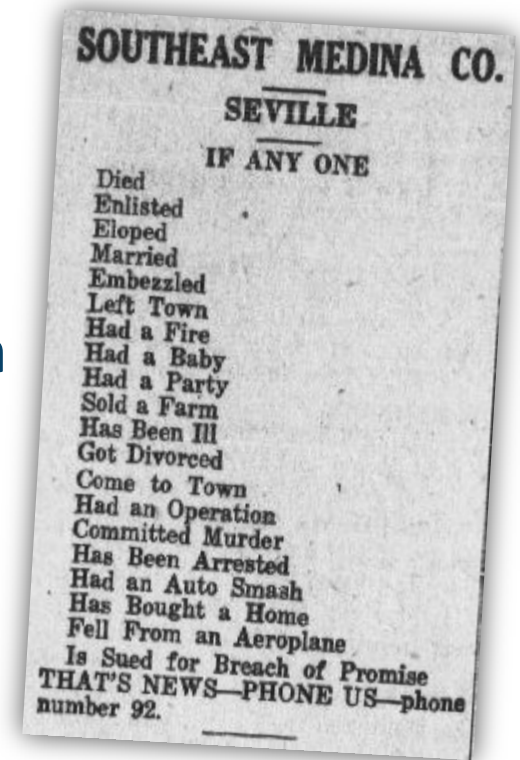 SOUTHEAST MEDINA CO.
SEVILLE
IF ANY ONE
Died
Enlisted
Eloped
Married
Embezzled
Left Town
Had a Fire
Had a Baby
Had a Party
Sold a Farm
Has Been Ill
Got Divorced
Come to Town
Had an Operation
Committed Murder
Has Been Arrested
Had an Auto Smash
Has Bought a Home
Fell From an Aeroplane
Is Sued for Breach of Promise
THAT'S NEWS—PHONE US—phone
number 92.